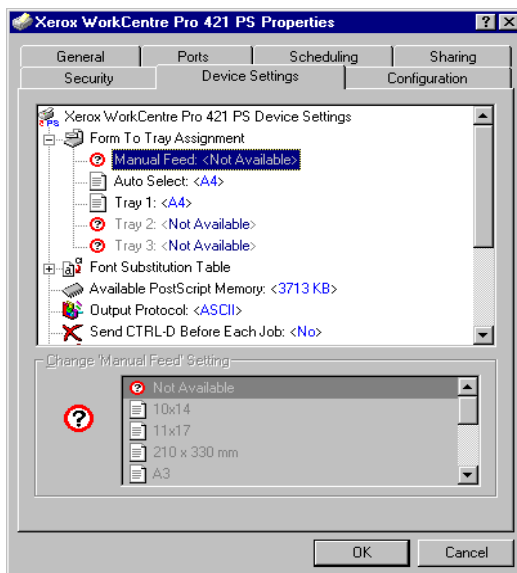 Xerox WorkCentre Pro 421 PS Properties
General Ports Scheduling Sharing
Security Device Settings Configuration
Xerox WorkCentre Pro 421 PS Device Settings
Form To Tray Assignment
Manual Feed: <Not Available>
Auto Select: <A4>
Tray 1: <A4>
Tray 2: <Not Available>
Tray 3: <Not Available>
Font Substitution Table
Available PostScript Memory: <3713 KB>
Output Protocol: <ASCII>
Send CTRL-D Before Each Job: <No>
Change 'Manual Feed' Setting
Not Available
10x14
11x17
210 x 330 mm
A3
OK Cancel